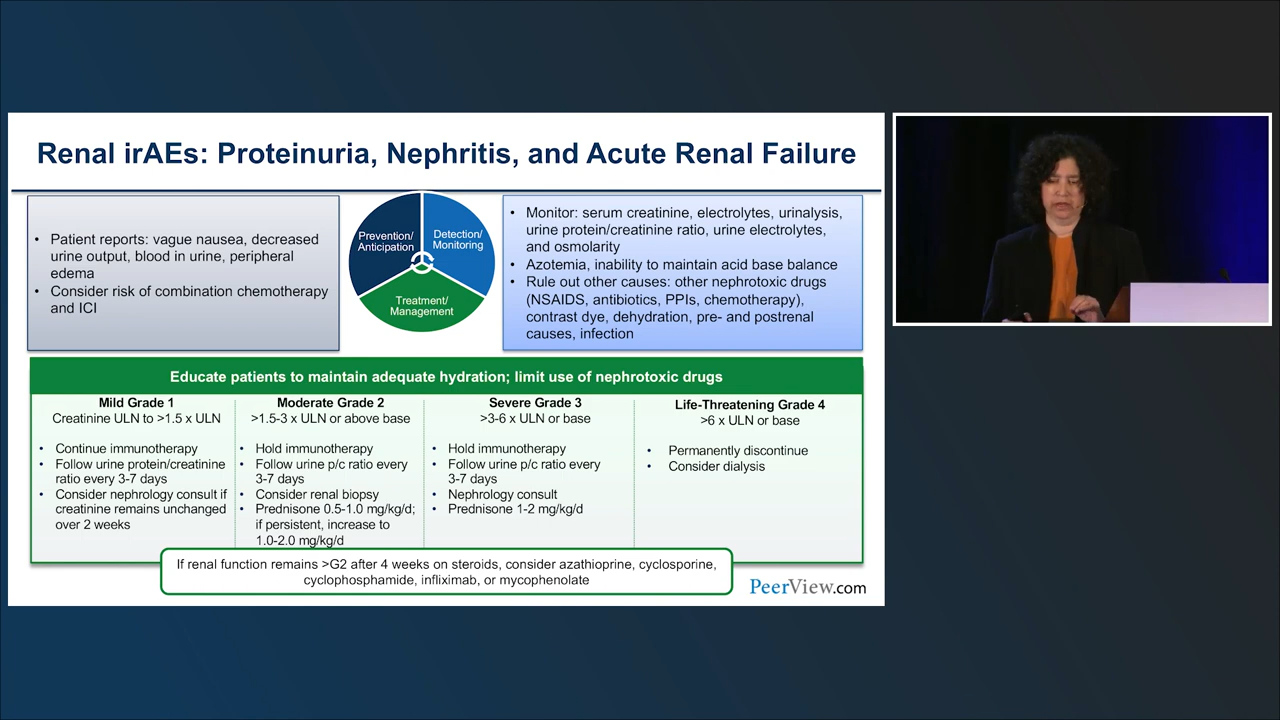 Renal irAEs: Proteinuria, Nephritis, and Acute Renal Failure
• Patient reports: vague nausea, decreased
urine output, blood in urine, peripheral
edema
• Consider risk of combination chemotherapy
and ICI
Prevention/
Anticipation
Detection/
Monitoring
Treatment/
Management
• Monitor: serum creatinine, electrolytes, urinalysis,
urine protein/creatinine ratio, urine electrolytes,
and osmolarity
• Azotemia, inability to maintain acid base balance
• Rule out other causes: other nephrotoxic drugs
(NSAIDS, antibiotics, PPIs, chemotherapy),
contrast dye, dehydration, pre- and postrenal
causes, infection
Educate patients to maintain adequate hydration; limit use of nephrotoxic drugs
Mild Grade 1
Creatinine ULN to >1.5 x ULN
• Continue immunotherapy
• Follow urine protein/creatinine
ratio every 3-7 days
• Consider nephrology consult if
creatinine remains unchanged
over 2 weeks
Moderate Grade 2
>1.5-3 x ULN or above base
• Hold immunotherapy
• Follow urine p/c ratio every
3-7 days
• Consider renal biopsy
• Prednisone 0.5-1.0 mg/kg/d;
if persistent, increase to
1.0-2.0 mg/kg/d
Severe Grade 3
>3-6 x ULN or base
• Hold immunotherapy
• Follow urine p/c ratio every
3-7 days
• Nephrology consult
• Prednisone 1-2 mg/kg/d
Life-Threatening Grade 4
>6 x ULN or base
• Permanently discontinue
• Consider dialysis
If renal function remains >G2 after 4 weeks on steroids, consider azathioprine, cyclosporine,
cyclophosphamide, infliximab, or mycophenolate
PeerView.com